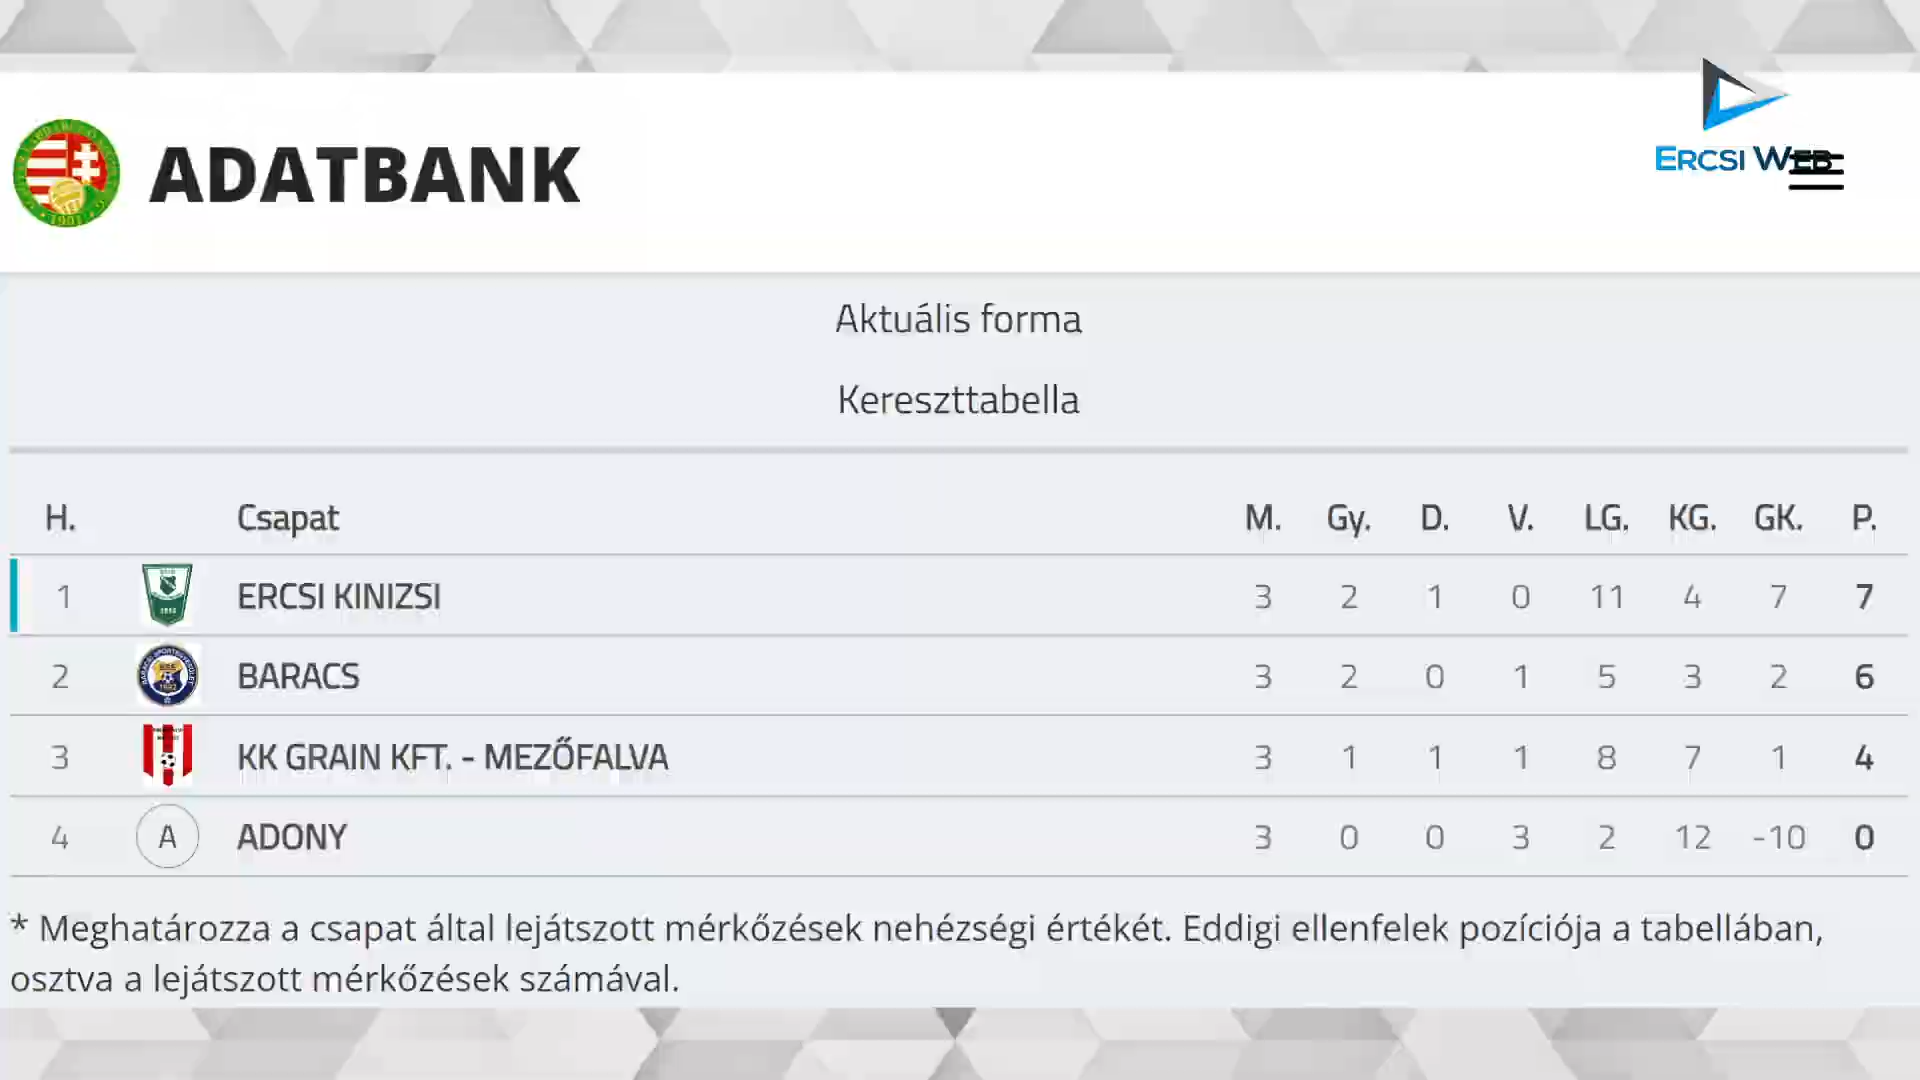 ERCSI WEB
ADATBANK
1901
Aktuális forma
Kereszttabella
H. Csapat M. Gy. D. V. LG. KG. GK. P.
1 ERCSI KINIZSI 3 2 1 0 11 4 7 7
2 BARACS 3 2 0 1 5 3 2 6
3 KK GRAIN KFT. - MEZŐFALVA 3 1 1 1 8 7 1 4
4 A ADONY 3 0 0 3 2 12 -10 0
* Meghatározza a csapat által lejátszott mérkőzések nehézségi értékét. Eddigi ellenfelek pozíciója a tabellában,
osztva a lejátszott mérkőzések számával.